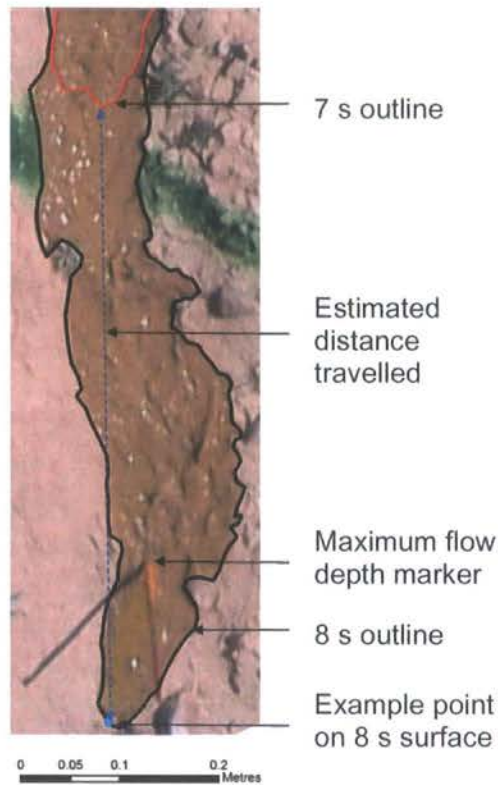 7 s outline
Estimated
distance
travelled
Maximum flow
depth marker
8 s outline
Example point
on 8 s surface
0 0.05 0.1 0.2
Metres